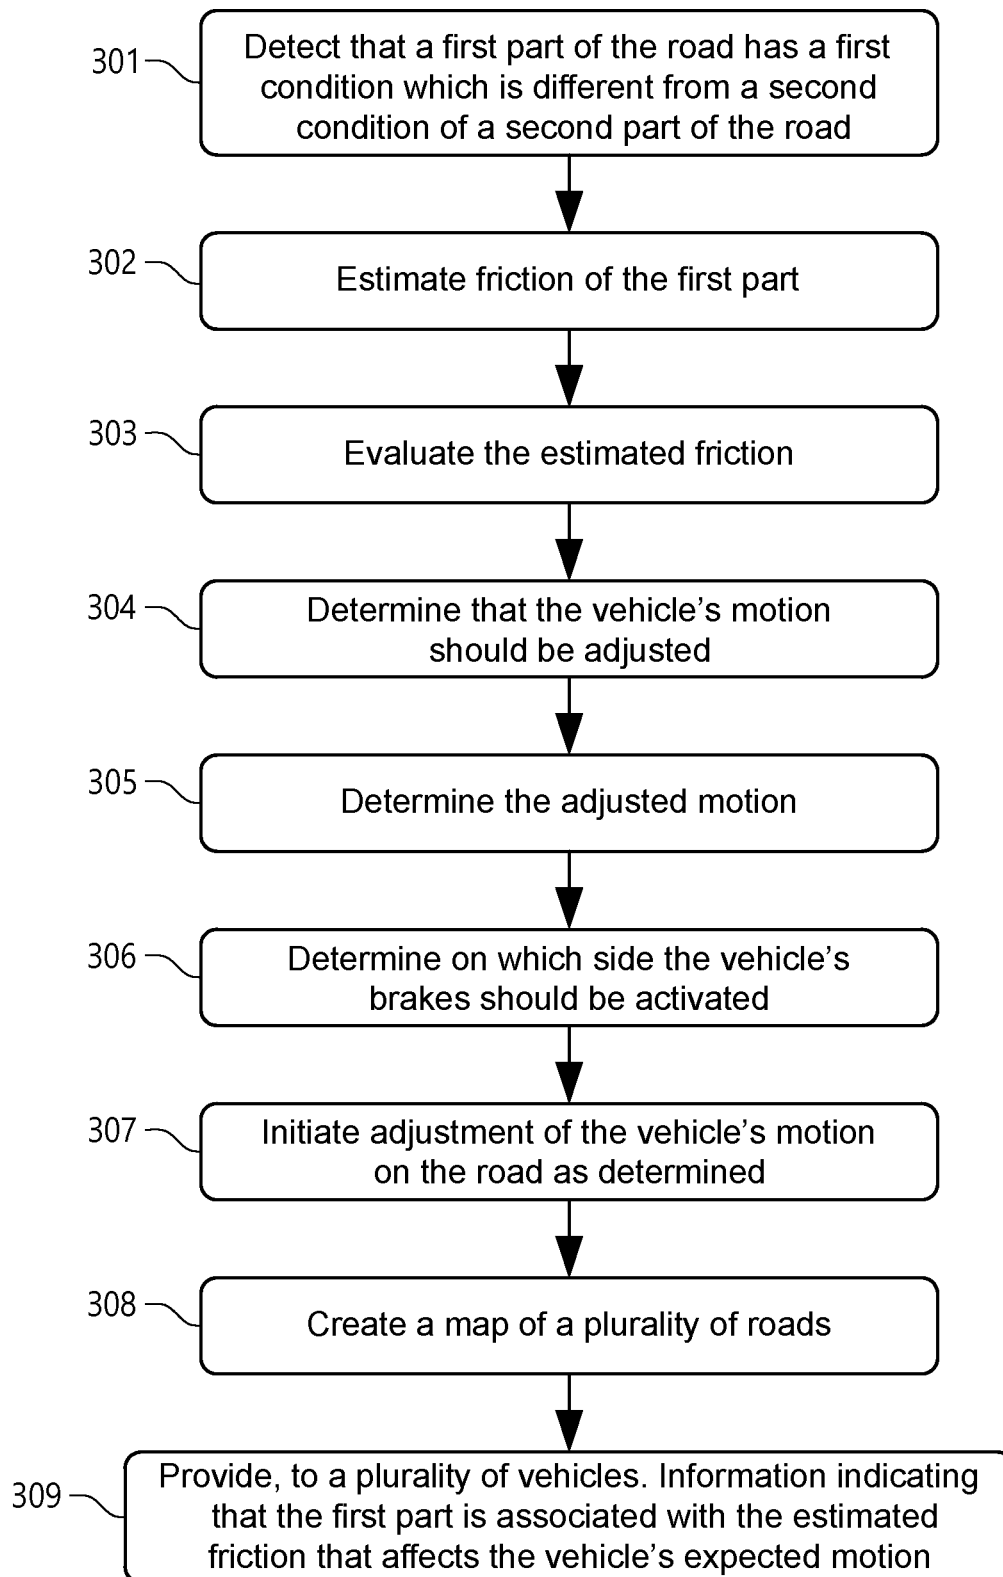 301
Detect that a first part of the road has a first
condition which is different from a second
condition of a second part of the road
302
Estimate friction of the first part
303
Evaluate the estimated friction
304
Determine that the vehicle’s motion
should be adjusted
305
Determine the adjusted motion
306
Determine on which side the vehicle’s
brakes should be activated
307
Initiate adjustment of the vehicle’s motion
on the road as determined
308
Create a map of a plurality of roads
309
Provide, to a plurality of vehicles. Information indicating
that the first part is associated with the estimated
friction that affects the vehicle’s expected motion